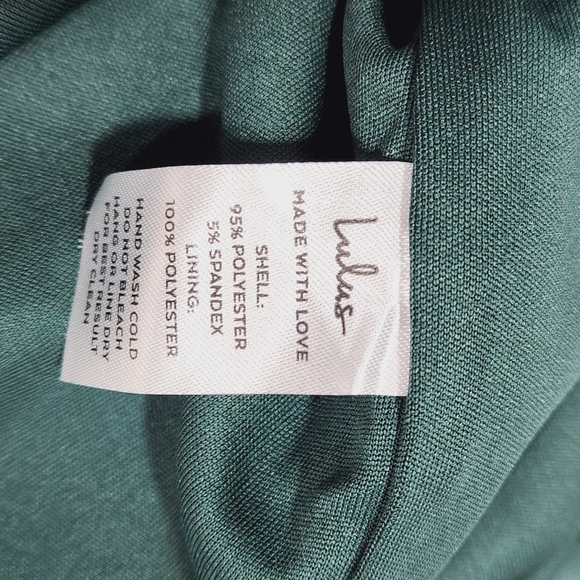 Lulus
MADE WITH LOVE
SHELL:
95% POLYESTER
5% SPANDEX
LINING:
100% POLYESTER
HAND WASH COLD
DO NOT BLEACH
HANG OR LINE DRY
FOR BEST RESULT
DRY CLEAN